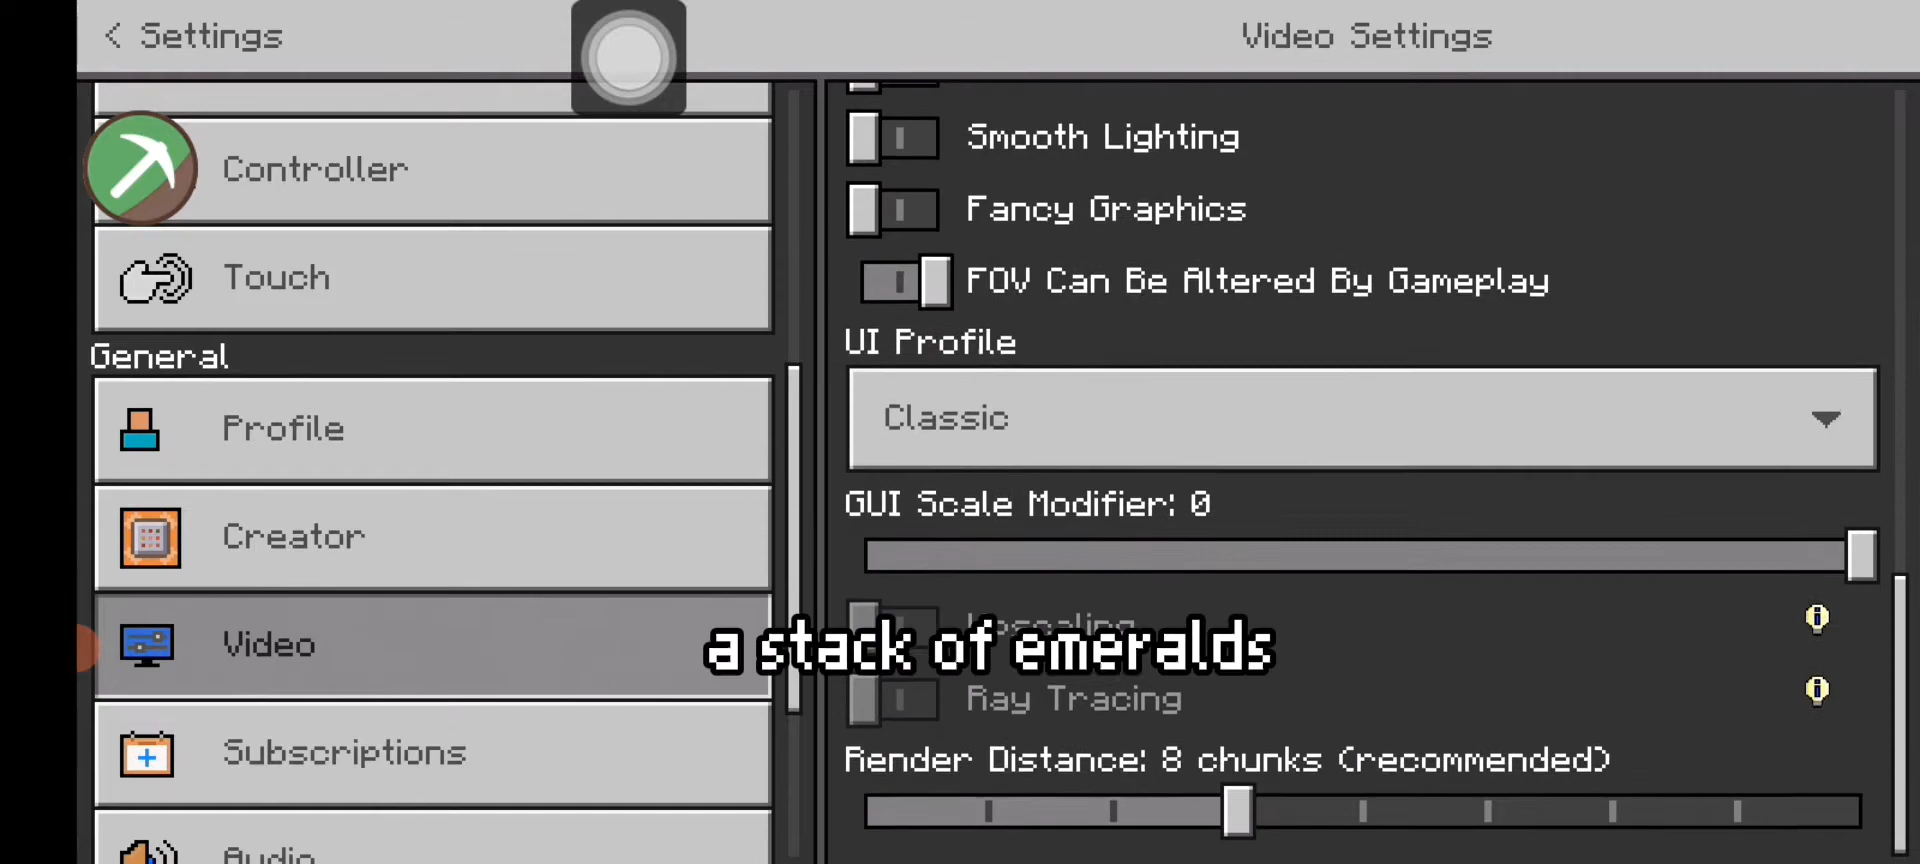 < Settings
Video Settings
Controller
Touch
General
Profile
Creator
Video
Subscriptions
Audio
Smooth Lighting
Fancy Graphics
FOV Can Be Altered By Gameplay
UI Profile
Classic
GUI Scale Modifier: 0
a stack of emeralds
Ray Tracing
Render Distance: 8 chunks (recommended)